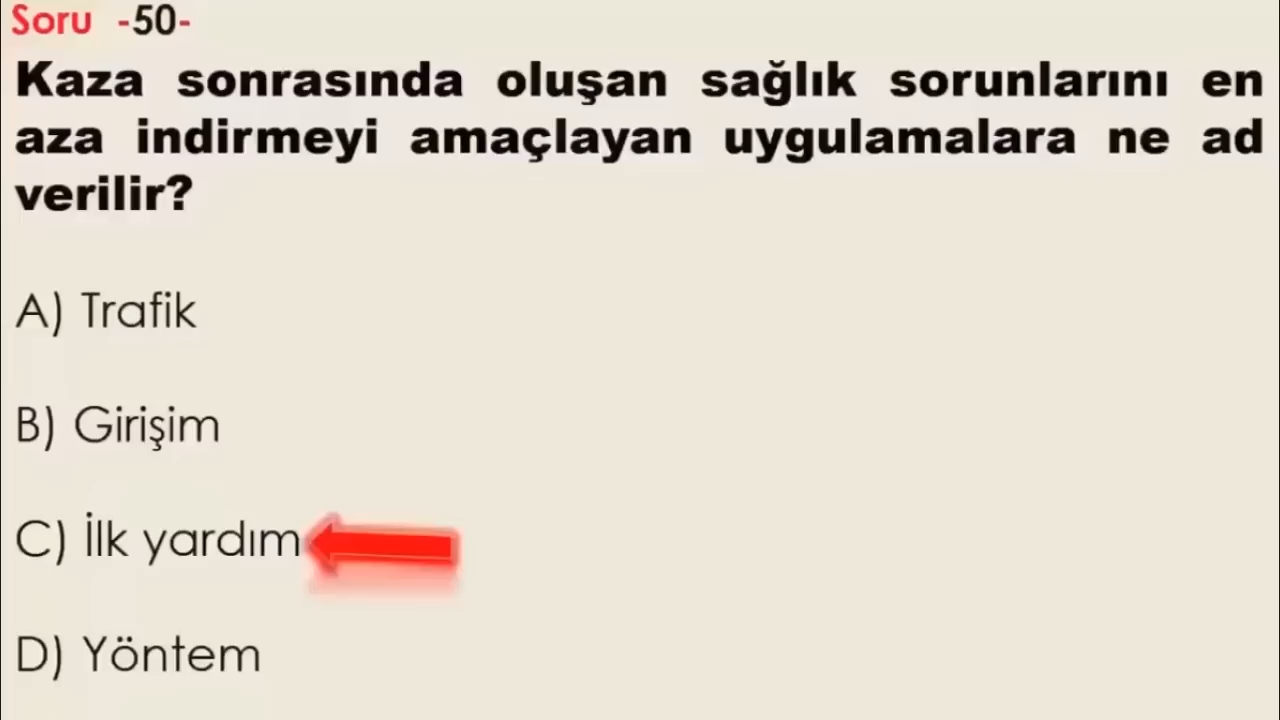 Soru -50-
Kaza sonrasında oluşan sağlık sorunlarını en
aza indirmeyi amaçlayan uygulamalara ne ad
verilir?
A) Trafik
B) Girişim
C) İlk yardım
D) Yöntem